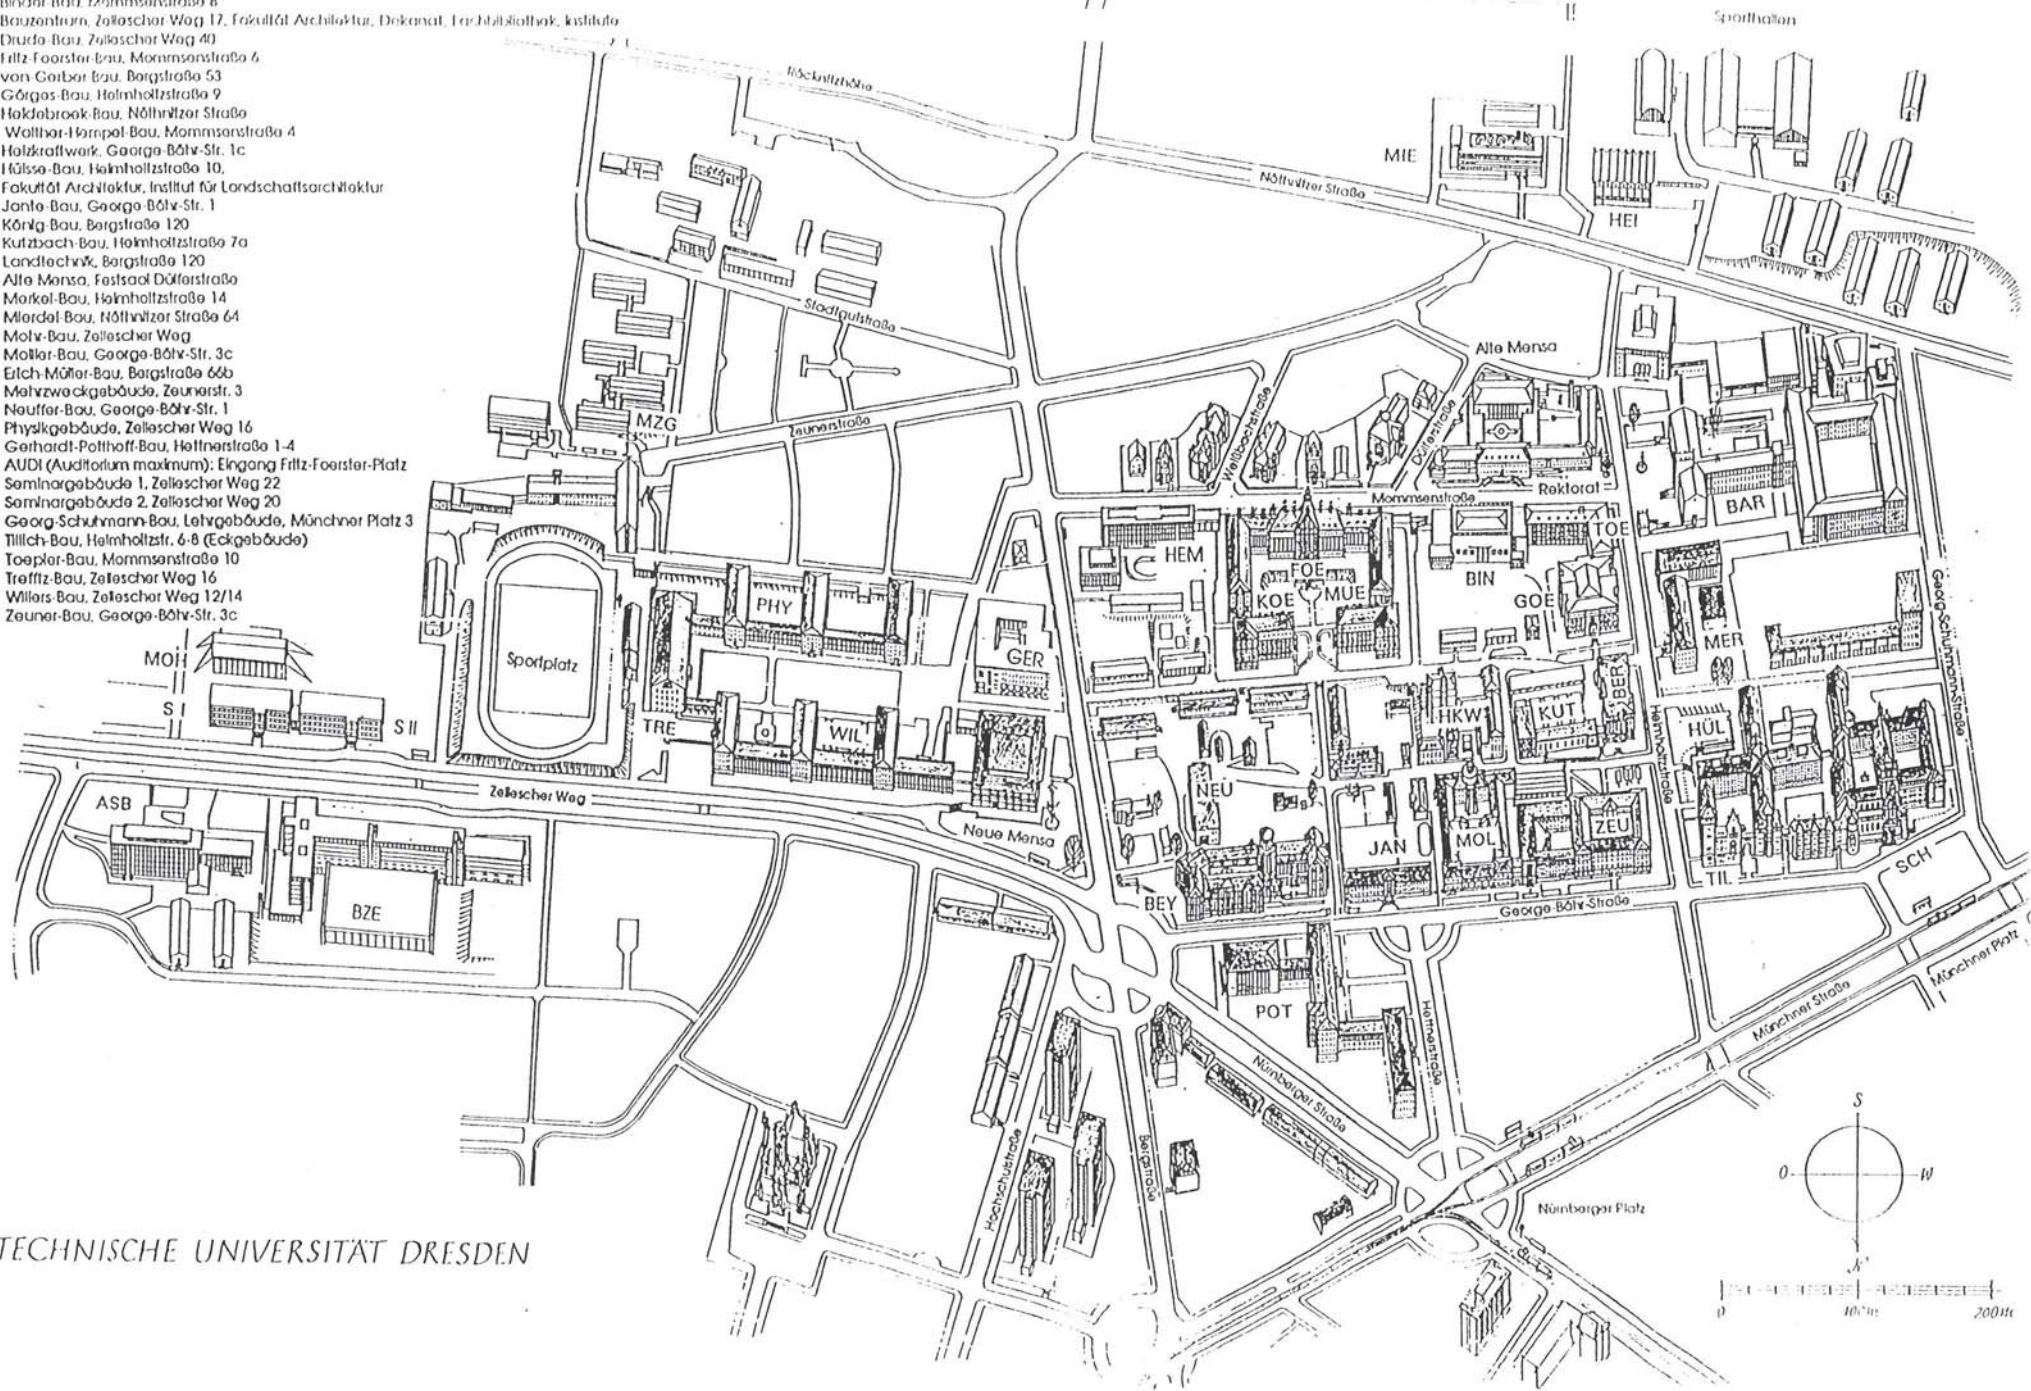 Bauzentrum, Zellescher Weg 17, Fakultät Architektur, Dekanat, Fachbibliothek, Institute
Drude-Bau, Zellescher Weg 40
Fritz-Foerster-Bau, Mommsenstraße 6
von-Gerber-Bau, Bergstraße 53
Görges-Bau, Helmholtzstraße 9
Heidebroek-Bau, Nöthnitzer Straße
Walther-Hempel-Bau, Mommsenstraße 4
Heizkraftwerk, George-Bähr-Str. 1c
Hülsse-Bau, Helmholtzstraße 10,
Fakultät Architektur, Institut für Landschaftsarchitektur
Jante-Bau, George-Bähr-Str. 1
König-Bau, Bergstraße 120
Kutzbach-Bau, Helmholtzstraße 7a
Landtechnik, Bergstraße 120
Alte Mensa, Festsaal Dülferstraße
Merkel-Bau, Helmholtzstraße 14
Mierdel-Bau, Nöthnitzer Straße 64
Mohr-Bau, Zellescher Weg
Mollier-Bau, George-Bähr-Str. 3c
Erich-Müller-Bau, Bergstraße 66b
Mehrzweckgebäude, Zeunerstr. 3
Neuffer-Bau, George-Bähr-Str. 1
Physikgebäude, Zellescher Weg 16
Gerhardt-Potthoff-Bau, Hettnerstraße 1-4
AUDI (Auditorium maximum): Eingang Fritz-Foerster-Platz
Seminargebäude 1, Zellescher Weg 22
Seminargebäude 2, Zellescher Weg 20
Georg-Schuhmann-Bau, Lehrgebäude, Münchner Platz 3
Tillich-Bau, Helmholtzstr. 6-8 (Eckgebäude)
Toepler-Bau, Mommsenstraße 10
Trefftz-Bau, Zellescher Weg 16
Willers-Bau, Zellescher Weg 12/14
Zeuner-Bau, George-Bähr-Str. 3c
Sporthallen
Räcknitzhöhe
MIE
Nöthnitzer Straße
HEI
Stadtgutstraße
Alte Mensa
MZG
Zeunerstraße
Weißbachstraße
Dülferstraße
Mommsenstraße
Rektorat
BAR
TOE
HEM
FOE
BIN
KOE
MUE
GOE
PHY
Georg-Schumann-Straße
MER
GER
Sportplatz
MOH
S I
S II
TRE
WIL
HKW
KUT
BER
HÜL
Helmholtzstraße
NEU
Zellescher Weg
ASB
Neue Mensa
JAN
MOL
ZEU
SCH
TIL
BZE
BEY
George-Bähr-Straße
Münchner Platz
POT
Münchner Straße
Hettnerstraße
Nürnberger Straße
Hochschulstraße
Bergstraße
Nürnberger Platz
S
O
W
N
0
100m
200m
TECHNISCHE UNIVERSITÄT DRESDEN